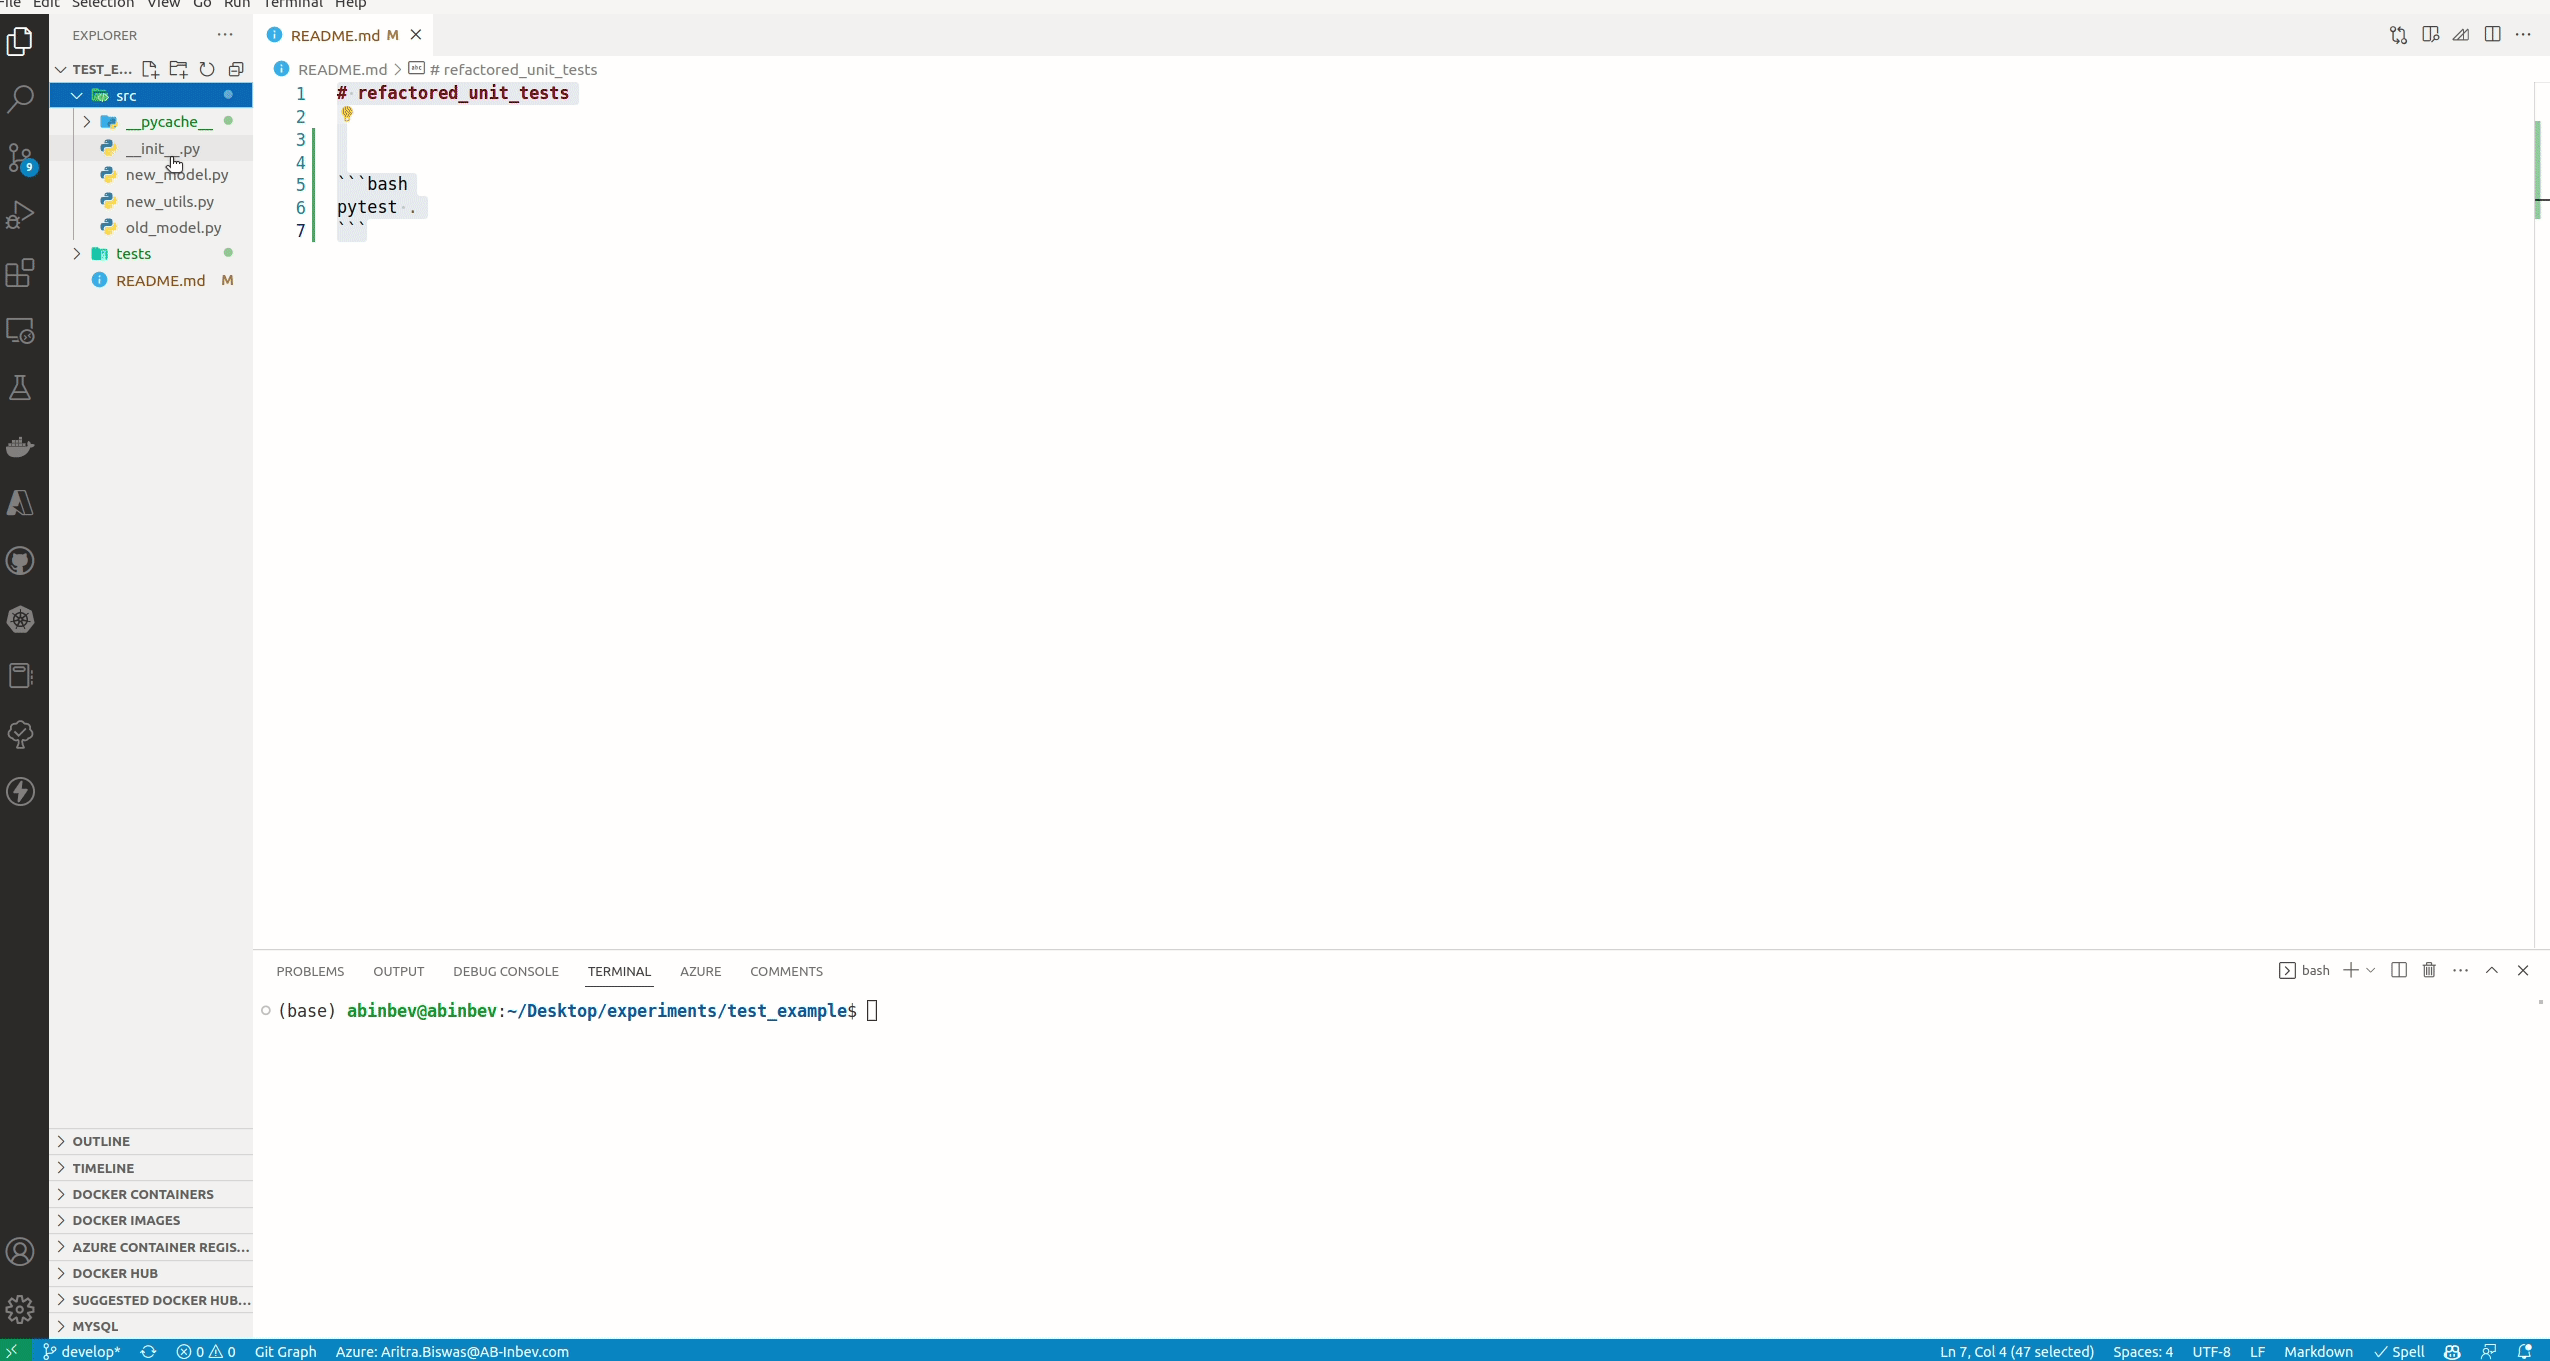 File Edit Selection View Go Run Terminal Help
EXPLORER
README.md M
TEST_E...
README.md > # refactored_unit_tests
src
__pycache__
__init__.py
new_model.py
new_utils.py
old_model.py
tests
README.md M
9
1 # refactored_unit_tests
2
3
4
5 ```bash
6 pytest .
7 ```
PROBLEMS OUTPUT DEBUG CONSOLE TERMINAL AZURE COMMENTS
bash
(base) abinbev@abinbev:~/Desktop/experiments/test_example$
OUTLINE
TIMELINE
DOCKER CONTAINERS
DOCKER IMAGES
AZURE CONTAINER REGIS...
DOCKER HUB
SUGGESTED DOCKER HUB...
MYSQL
develop* 0 0 Git Graph Azure: Aritra.Biswas@AB-Inbev.com Ln 7, Col 4 (47 selected) Spaces: 4 UTF-8 LF Markdown Spell